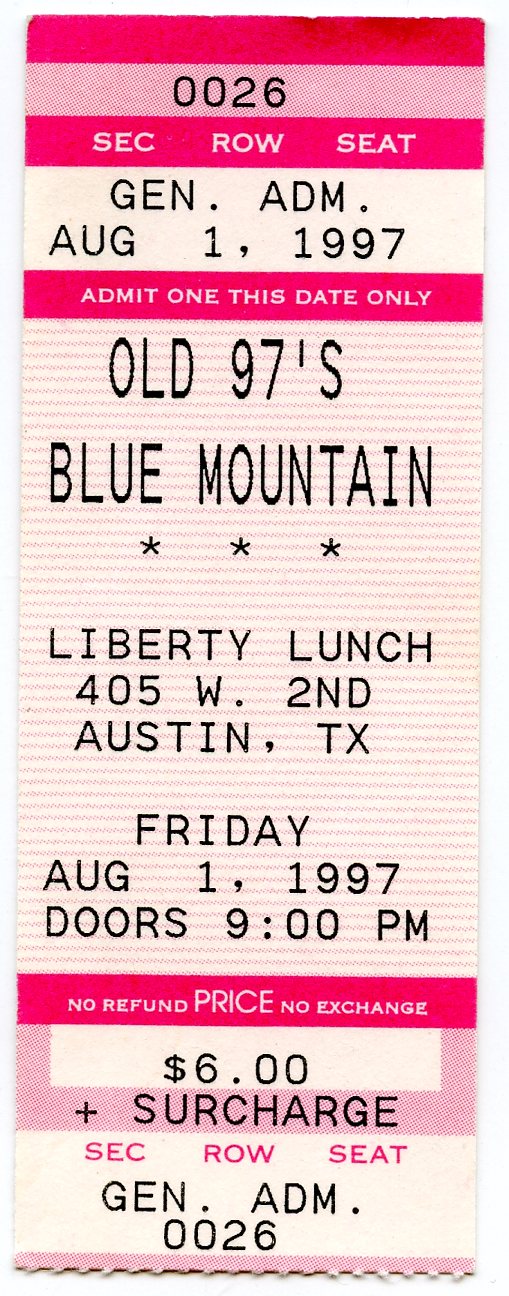 0026
SEC ROW SEAT
GEN. ADM.
AUG 1, 1997
ADMIT ONE THIS DATE ONLY
OLD 97'S
BLUE MOUNTAIN
* * *
LIBERTY LUNCH
405 W. 2ND
AUSTIN, TX
FRIDAY
AUG 1, 1997
DOORS 9:00 PM
NO REFUND PRICE NO EXCHANGE
$6.00
+ SURCHARGE
SEC ROW SEAT
GEN. ADM.
0026